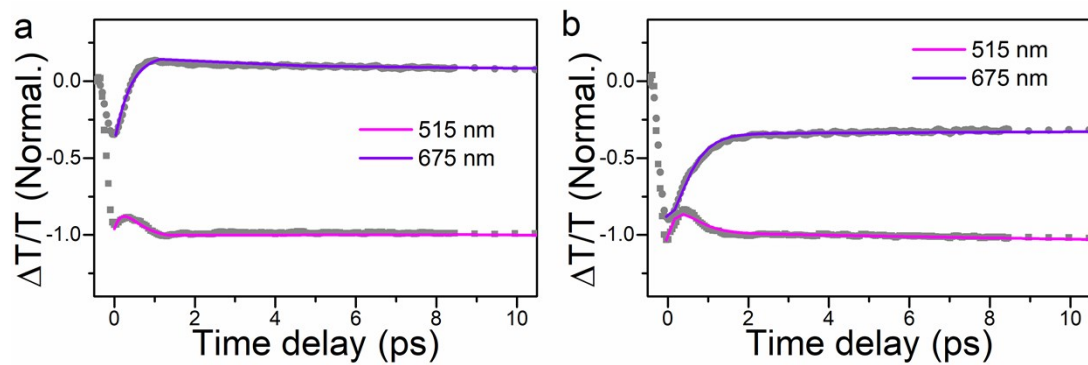 a
0.0
-0.5
-1.0
ΔT/T (Normal.)
515 nm
675 nm
0 2 4 6 8 10
Time delay (ps)
b
0.0
-0.5
-1.0
ΔT/T (Normal.)
515 nm
675 nm
0 2 4 6 8 10
Time delay (ps)